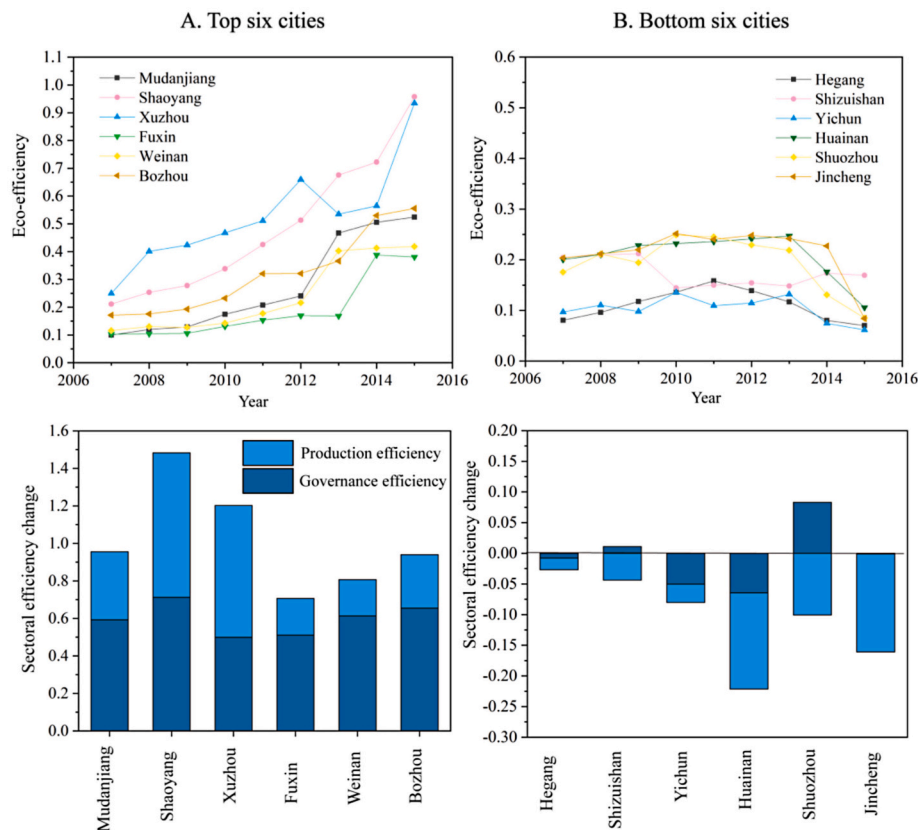 A. Top six cities
B. Bottom six cities
1.1
1.0
0.9
0.8
0.7
0.6
0.5
0.4
0.3
0.2
0.1
0.0
Eco-efficiency
Mudanjiang
Shaoyang
Xuzhou
Fuxin
Weinan
Bozhou
2006
2008
2010
2012
2014
2016
Year
0.6
0.5
0.4
0.3
0.2
0.1
0.0
Eco-efficiency
Hegang
Shizuishan
Yichun
Huainan
Shuozhou
Jincheng
2006
2008
2010
2012
2014
2016
Year
1.6
1.4
1.2
1.0
0.8
0.6
0.4
0.2
0.0
Sectoral efficiency change
Production efficiency
Governance efficiency
Mudanjiang
Shaoyang
Xuzhou
Fuxin
Weinan
Bozhou
0.20
0.15
0.10
0.05
0.00
-0.05
-0.10
-0.15
-0.20
-0.25
-0.30
Sectoral efficiency change
Hegang
Shizuishan
Yichun
Huainan
Shuozhou
Jincheng